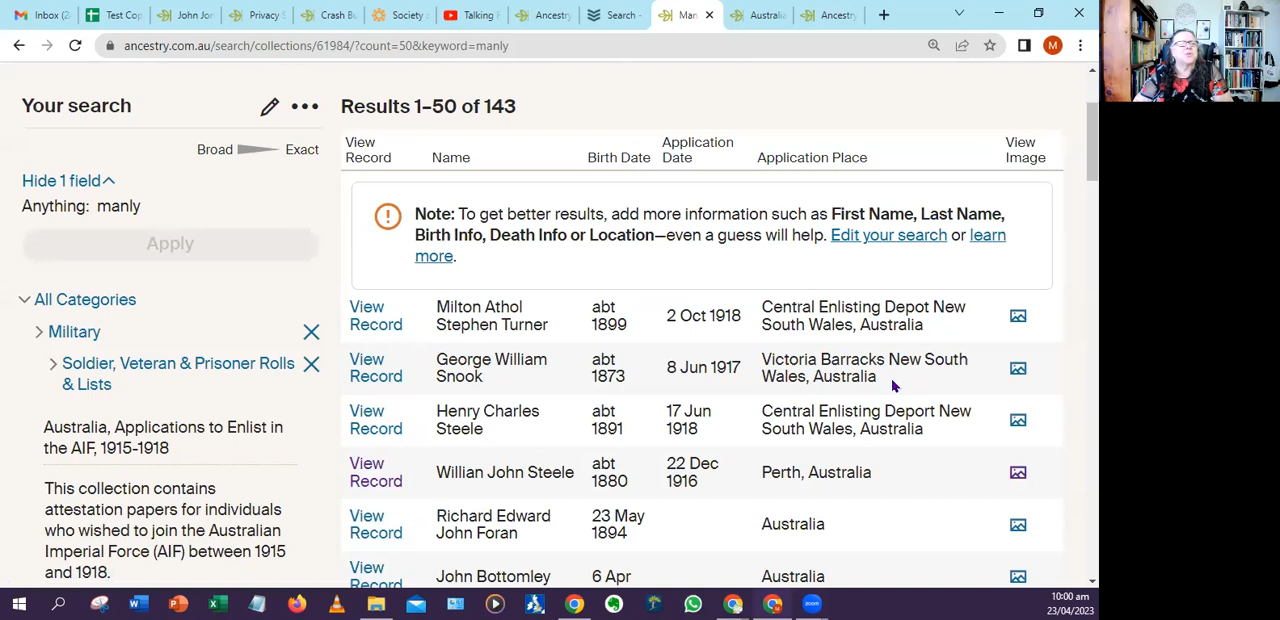 Inbox (2
Test Cop
John Jor
Privacy S
Crash Bu
Society
Talking F
Ancestry
Search -
Man
Australia
Ancestry
ancestry.com.au/search/collections/61984/?count=50&keyword=manly
M
Your search
Broad Exact
Hide 1 field
Anything: manly
Apply
All Categories
Military
Soldier, Veteran & Prisoner Rolls
& Lists
Australia, Applications to Enlist in
the AIF, 1915-1918
This collection contains
attestation papers for individuals
who wished to join the Australian
Imperial Force (AIF) between 1915
and 1918.
Results 1–50 of 143
View Record Name Birth Date Application Date Application Place View Image
Note: To get better results, add more information such as First Name, Last Name,
Birth Info, Death Info or Location—even a guess will help. Edit your search or learn
more.
View Record Milton Athol Stephen Turner abt 1899 2 Oct 1918 Central Enlisting Depot New South Wales, Australia
View Record George William Snook abt 1873 8 Jun 1917 Victoria Barracks New South Wales, Australia
View Record Henry Charles Steele abt 1891 17 Jun 1918 Central Enlisting Deport New South Wales, Australia
View Record Willian John Steele abt 1880 22 Dec 1916 Perth, Australia
View Record Richard Edward John Foran 23 May 1894 Australia
View Record John Bottomley 6 Apr Australia
zoom
10:00 am
23/04/2023